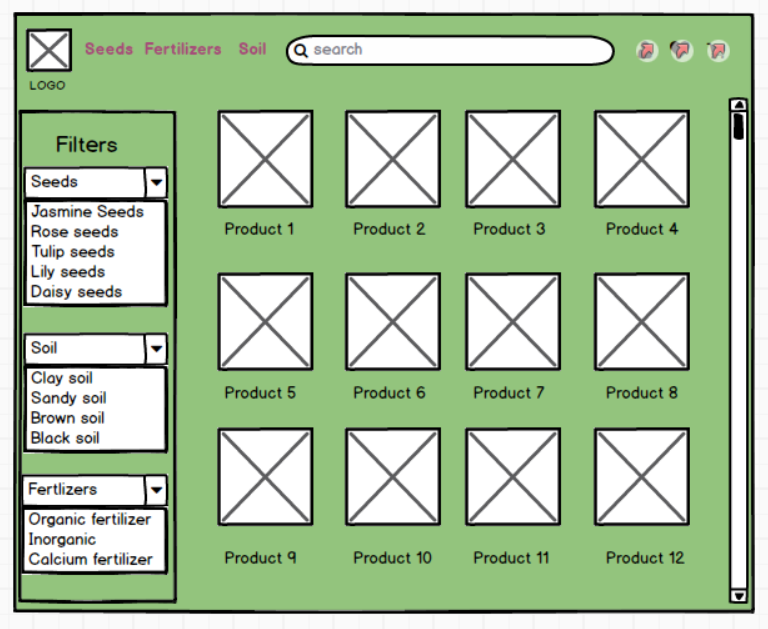 Seeds Fertilizers Soil search
LOGO
Filters
Seeds
Jasmine Seeds
Rose seeds
Tulip seeds
Lily seeds
Daisy seeds
Soil
Clay soil
Sandy soil
Brown soil
Black soil
Fertlizers
Organic fertilizer
Inorganic
Calcium fertilizer
Product 1 Product 2 Product 3 Product 4
Product 5 Product 6 Product 7 Product 8
Product 9 Product 10 Product 11 Product 12